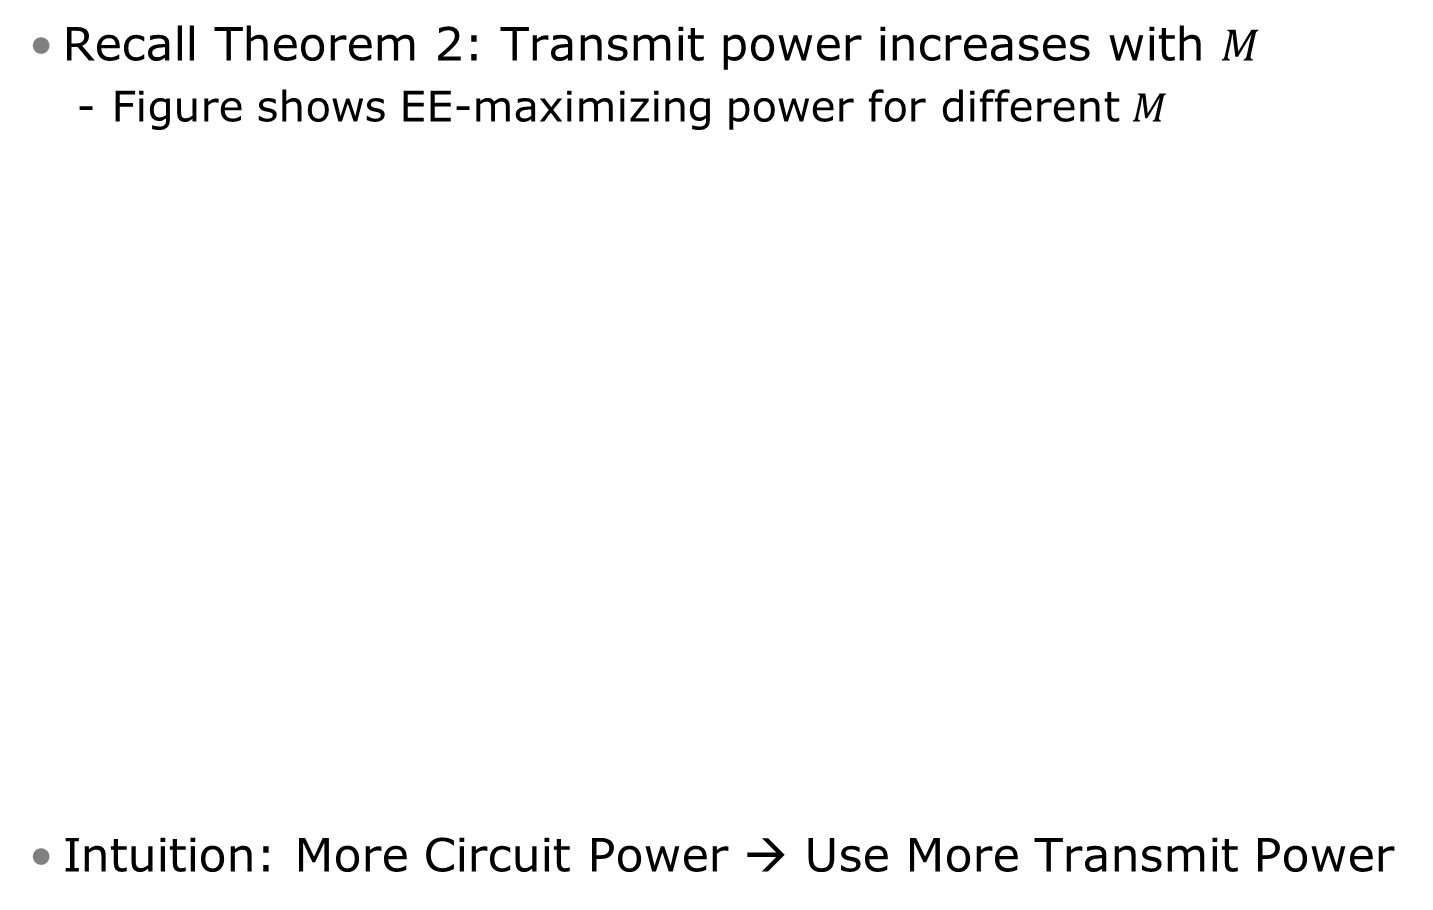 • Recall Theorem 2: Transmit power increases with M
- Figure shows EE-maximizing power for different M
• Intuition: More Circuit Power → Use More Transmit Power